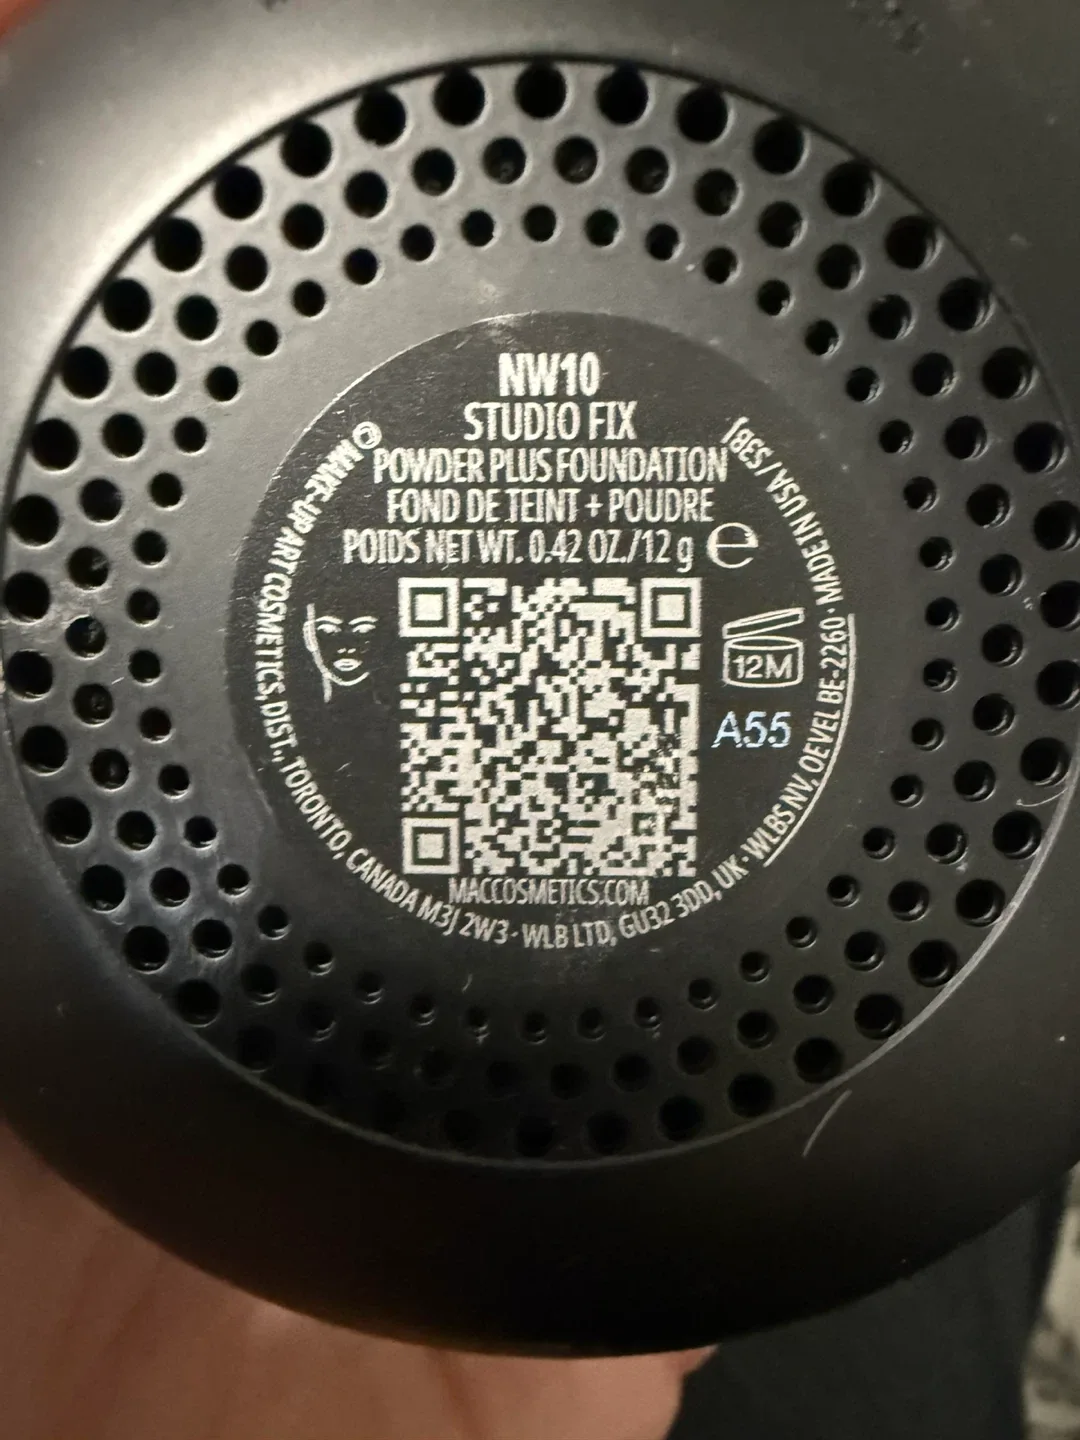 NW10
STUDIO FIX
POWDER PLUS FOUNDATION
FOND DE TEINT + POUDRE
POIDS NET WT. 0.42 OZ./12 g ℮
12M
A55
MACCOSMETICS.COM
© MAKE-UP ART COSMETICS, DIST., TORONTO, CANADA M3J 2W3 · WLB LTD, GU32 3DD, UK · WLBS NV, OEVEL BE-2260 · MADE IN USA / [3BJ